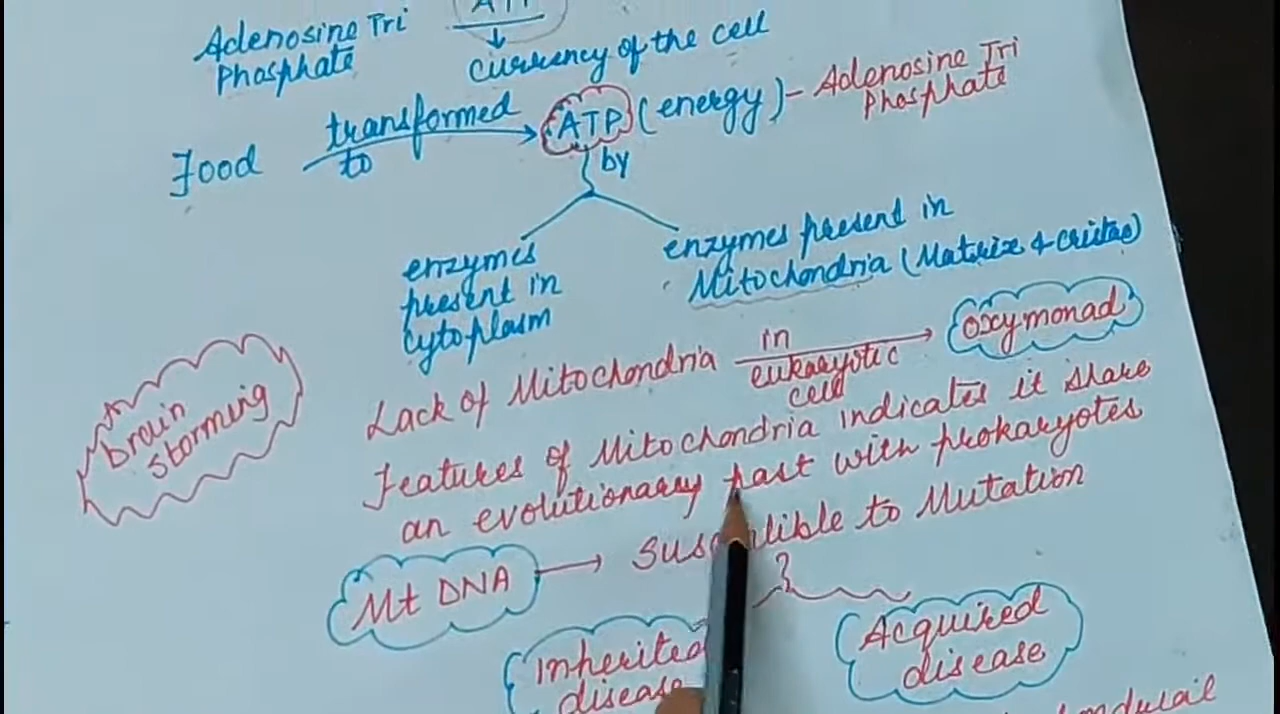 Adenosine Tri
Phosphate
ATP
currency of the cell
Food
transformed
to
ATP (energy) - Adenosine Tri
Phosphate
by
enzymes
present in
cytoplasm
enzymes present in
Mitochondria (Matrix & cristae)
brain
storming
Lack of Mitochondria
in
eukaryotic
cell
oxymonad
Features of Mitochondria indicates it share
an evolutionary past with prokaryotes
Mt DNA
to Mutation
Inherited
disease
Acquired
disease